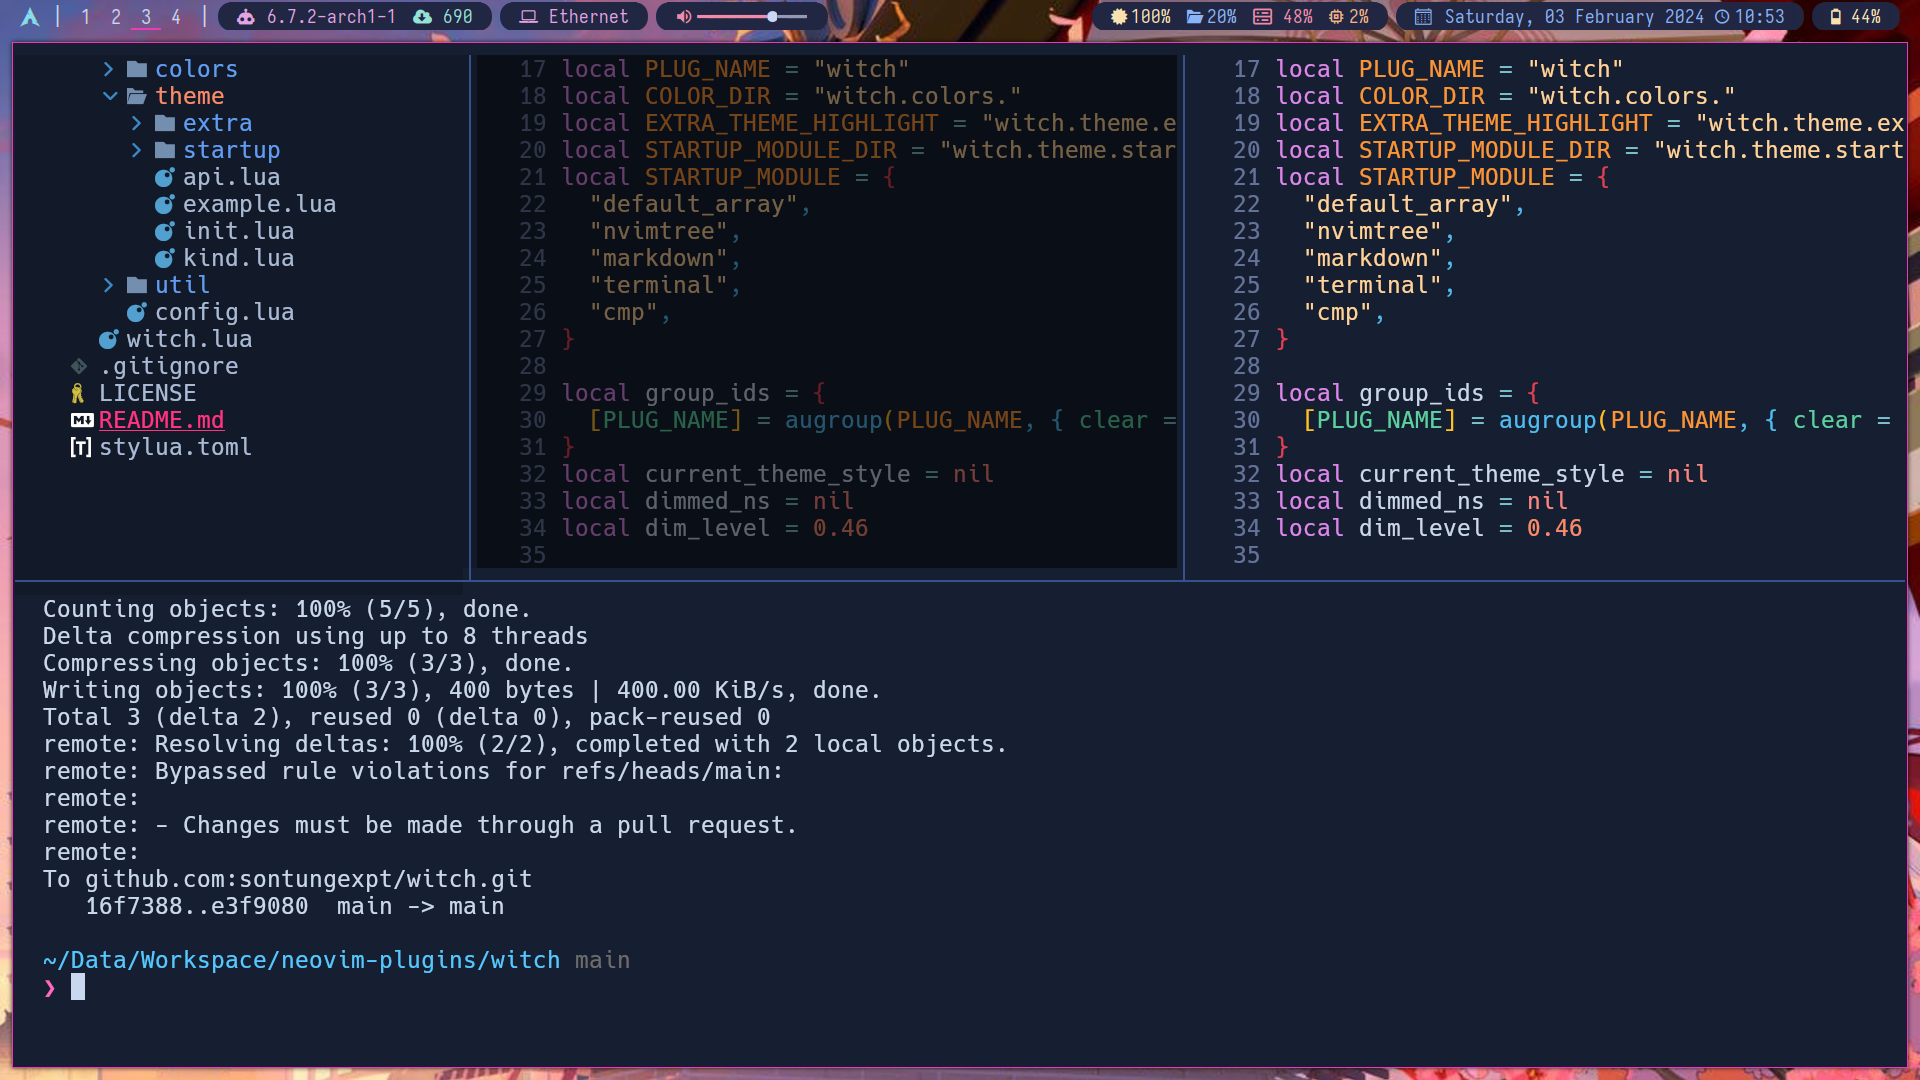 1 2 3 4
6.7.2-arch1-1 690
Ethernet
100% 20% 48% 2%
Saturday, 03 February 2024 10:53
44%
colors
theme
extra
startup
api.lua
example.lua
init.lua
kind.lua
util
config.lua
witch.lua
.gitignore
LICENSE
README.md
[T] stylua.toml
17 local PLUG_NAME = "witch"
18 local COLOR_DIR = "witch.colors."
19 local EXTRA_THEME_HIGHLIGHT = "witch.theme.e
20 local STARTUP_MODULE_DIR = "witch.theme.star
21 local STARTUP_MODULE = {
22 "default_array",
23 "nvimtree",
24 "markdown",
25 "terminal",
26 "cmp",
27 }
28
29 local group_ids = {
30 [PLUG_NAME] = augroup(PLUG_NAME, { clear =
31 }
32 local current_theme_style = nil
33 local dimmed_ns = nil
34 local dim_level = 0.46
35
17 local PLUG_NAME = "witch"
18 local COLOR_DIR = "witch.colors."
19 local EXTRA_THEME_HIGHLIGHT = "witch.theme.ex
20 local STARTUP_MODULE_DIR = "witch.theme.start
21 local STARTUP_MODULE = {
22 "default_array",
23 "nvimtree",
24 "markdown",
25 "terminal",
26 "cmp",
27 }
28
29 local group_ids = {
30 [PLUG_NAME] = augroup(PLUG_NAME, { clear =
31 }
32 local current_theme_style = nil
33 local dimmed_ns = nil
34 local dim_level = 0.46
35
Counting objects: 100% (5/5), done.
Delta compression using up to 8 threads
Compressing objects: 100% (3/3), done.
Writing objects: 100% (3/3), 400 bytes | 400.00 KiB/s, done.
Total 3 (delta 2), reused 0 (delta 0), pack-reused 0
remote: Resolving deltas: 100% (2/2), completed with 2 local objects.
remote: Bypassed rule violations for refs/heads/main:
remote:
remote: - Changes must be made through a pull request.
remote:
To github.com:sontungexpt/witch.git
16f7388..e3f9080 main -> main
~/Data/Workspace/neovim-plugins/witch main
❯